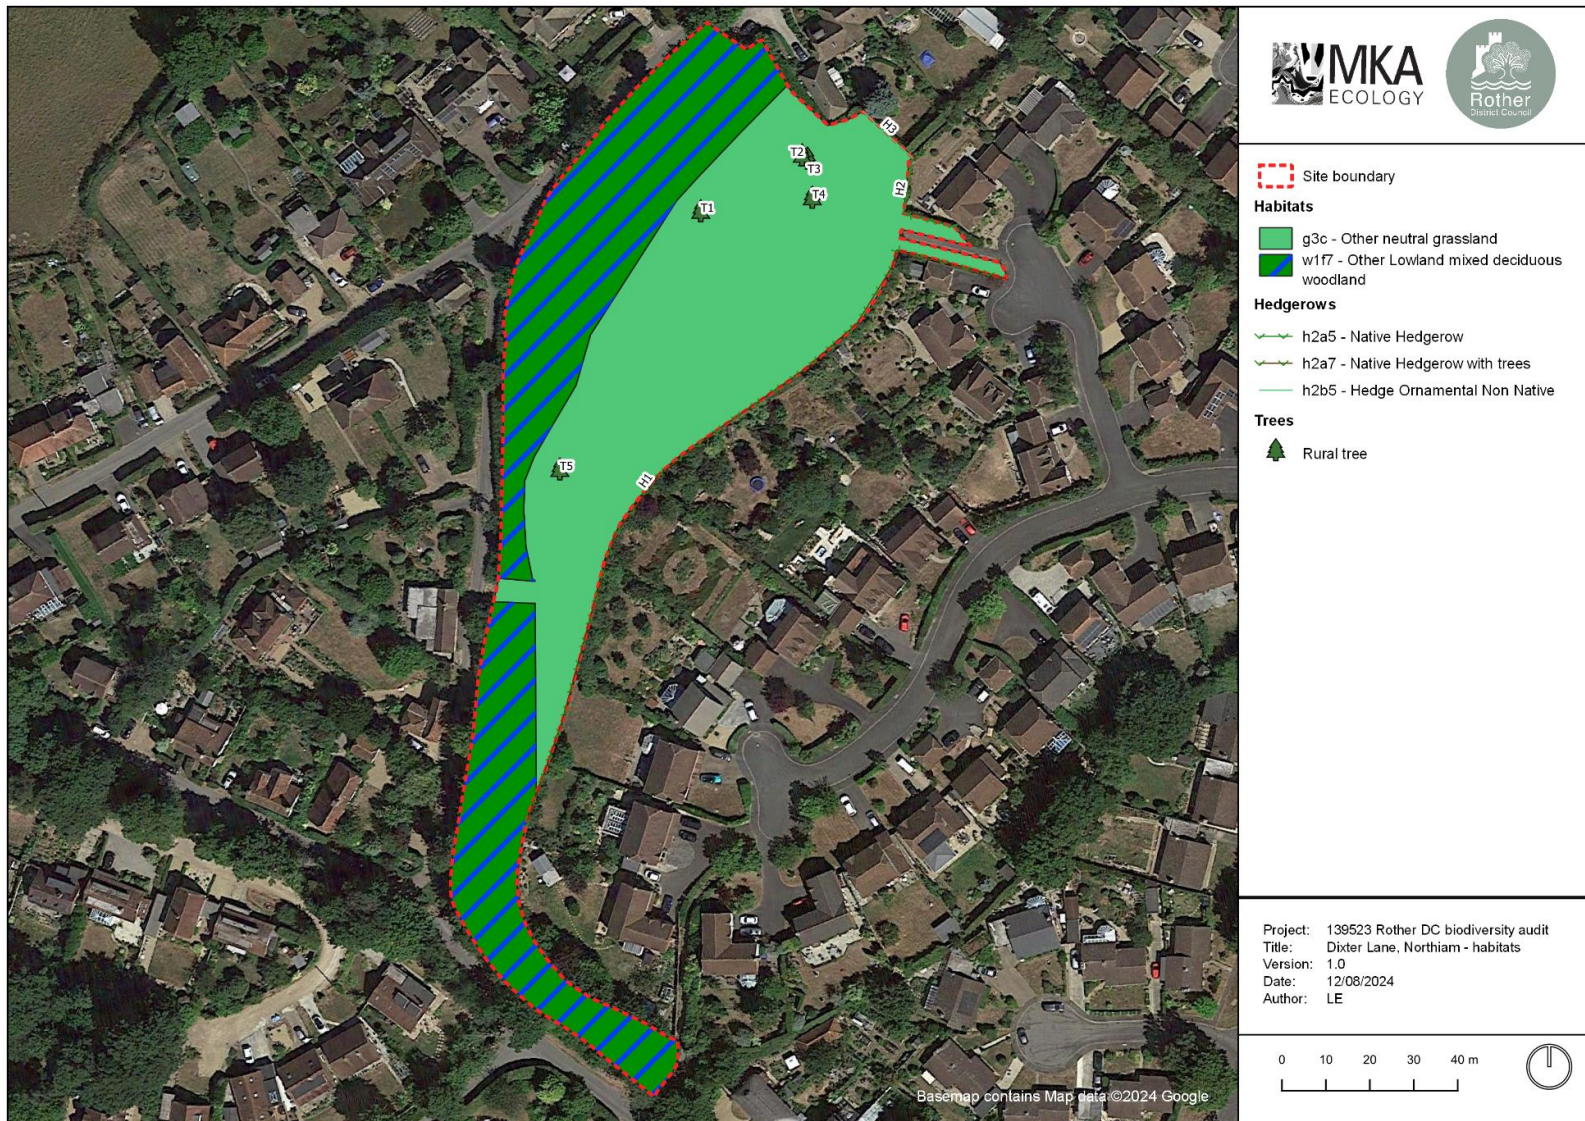 MKA
ECOLOGY
Rother
District Council
Site boundary
Habitats
g3c - Other neutral grassland
w1f7 - Other Lowland mixed deciduous
woodland
Hedgerows
h2a5 - Native Hedgerow
h2a7 - Native Hedgerow with trees
h2b5 - Hedge Ornamental Non Native
Trees
Rural tree
H3
T2
T3
H2
T4
T1
T5
H1
Project: 139523 Rother DC biodiversity audit
Title: Dixter Lane, Northiam - habitats
Version: 1.0
Date: 12/08/2024
Author: LE
0 10 20 30 40 m
Basemap contains Map data ©2024 Google